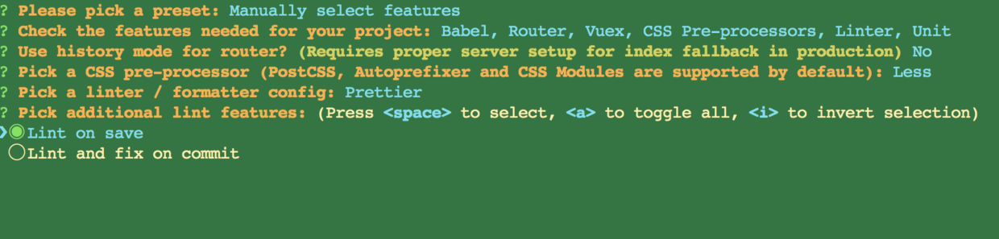 ? Please pick a preset: Manually select features
? Check the features needed for your project: Babel, Router, Vuex, CSS Pre-processors, Linter, Unit
? Use history mode for router? (Requires proper server setup for index fallback in production) No
? Pick a CSS pre-processor (PostCSS, Autoprefixer and CSS Modules are supported by default): Less
? Pick a linter / formatter config: Prettier
? Pick additional lint features: (Press <space> to select, <a> to toggle all, <i> to invert selection)
❯◉Lint on save
◯Lint and fix on commit